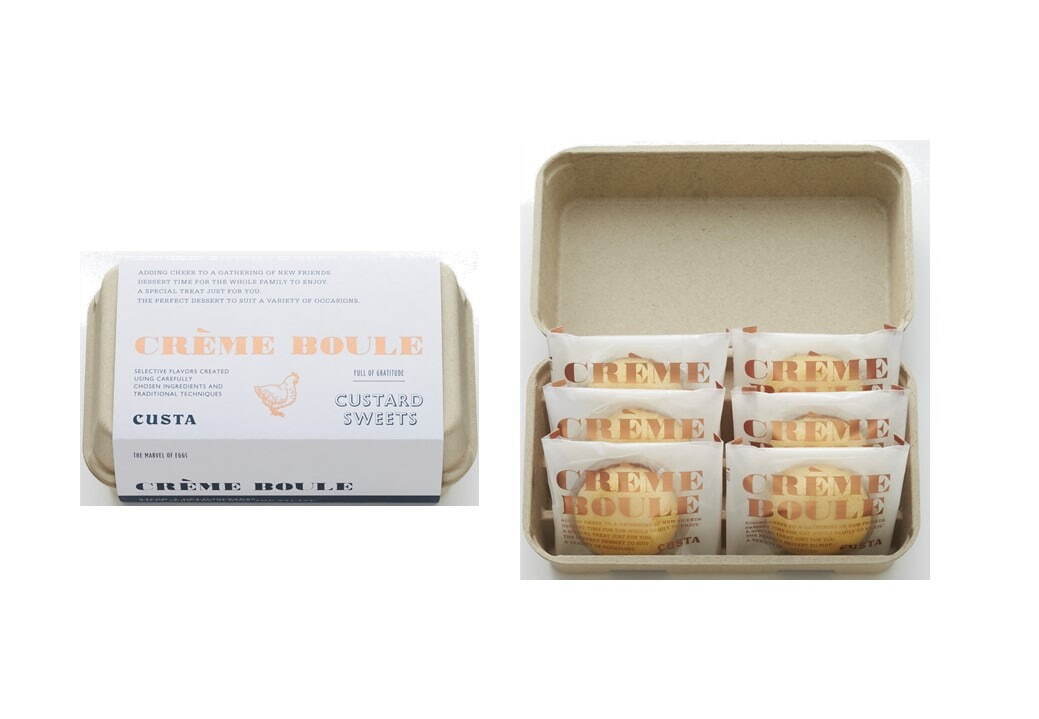 ADDING CHEER TO A GATHERING OF NEW FRIENDS
DESSERT TIME FOR THE WHOLE FAMILY TO ENJOY.
A SPECIAL TREAT JUST FOR YOU.
THE PERFECT DESSERT TO SUIT A VARIETY OF OCCASIONS.
CRÈME BOULE
SELECTIVE FLAVORS CREATED
USING CAREFULLY
CHOSEN INGREDIENTS AND
TRADITIONAL TECHNIQUES
FULL OF GRATITUDE
CUSTARD
SWEETS
CUSTA
THE MARVEL OF EGGS
CRÈME BOULE
CRÈME
CRÈME
CRÈME
CRÈME
CRÈME
BOULE
CUSTA
CRÈME
BOULE
CUSTA